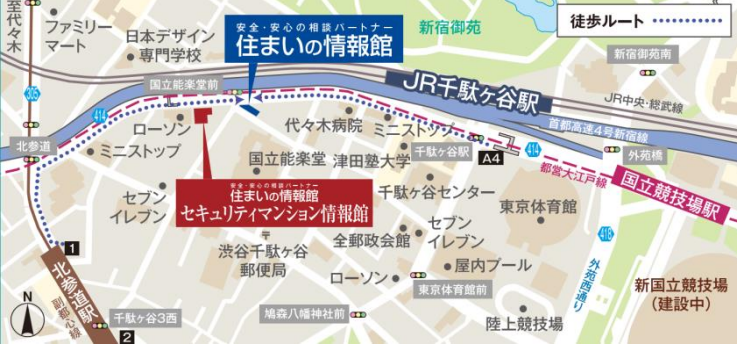 至代々木
ファミリー
マート
日本デザイン
専門学校
安全・安心の相談パートナー
住まいの情報館
新宿御苑
徒歩ルート
新宿御苑南
305
国立能楽堂前
JR千駄ヶ谷駅
JR中央・総武線
首都高速4号新宿線
414
ローソン
代々木病院
ミニストップ
北参道
ミニストップ
千駄ヶ谷駅
A4
414
外苑橋
国立能楽堂
津田塾大学
都営大江戸線
国立競技場駅
安全・安心の相談パートナー
住まいの情報館
セキュリティマンション情報館
セブン
イレブン
千駄ヶ谷センター
東京体育館
〒
渋谷千駄ヶ谷
郵便局
全郵政会館
セブン
イレブン
418
外苑西通り
1
北参道駅
副都心線
ローソン
屋内プール
東京体育館前
新国立競技場
(建設中)
N
千駄ヶ谷3西
2
鳩森八幡神社前
陸上競技場